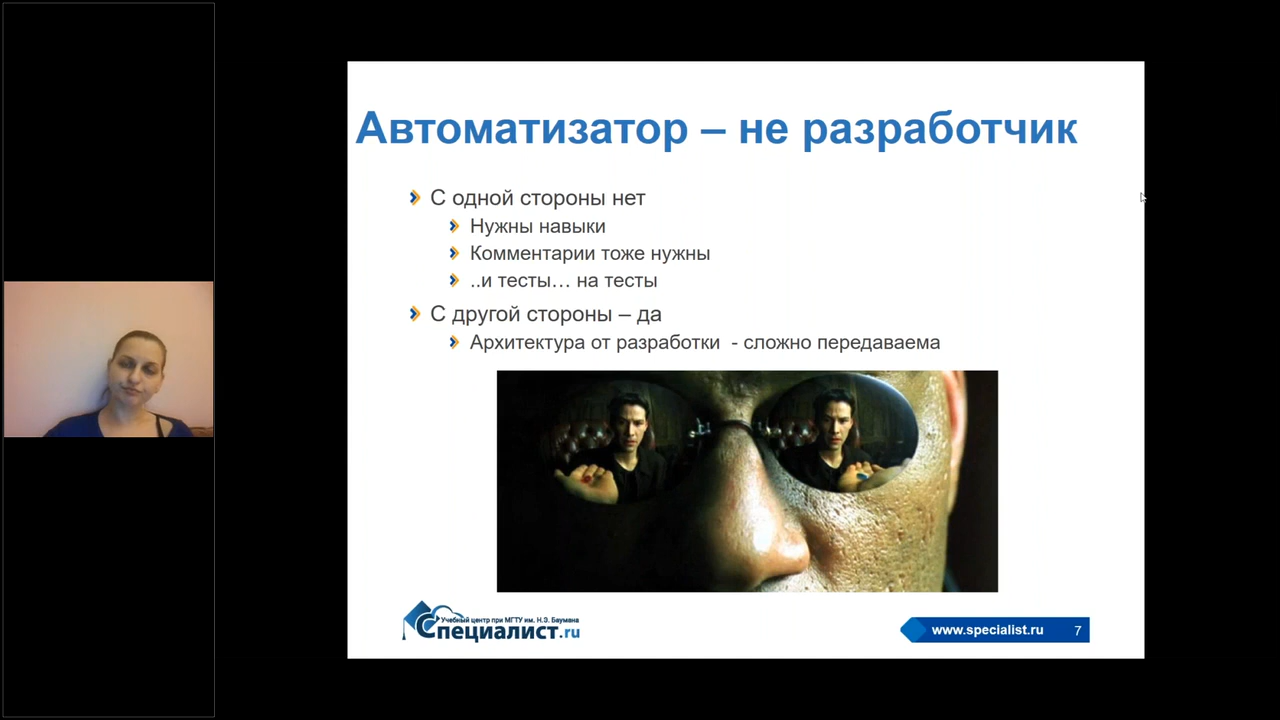 Автоматизатор – не разработчик
С одной стороны нет
Нужны навыки
Комментарии тоже нужны
..и тесты… на тесты
С другой стороны – да
Архитектура от разработки - сложно передаваема
Учебный центр при МГТУ им. Н.Э. Баумана
Специалист.ru
www.specialist.ru 7